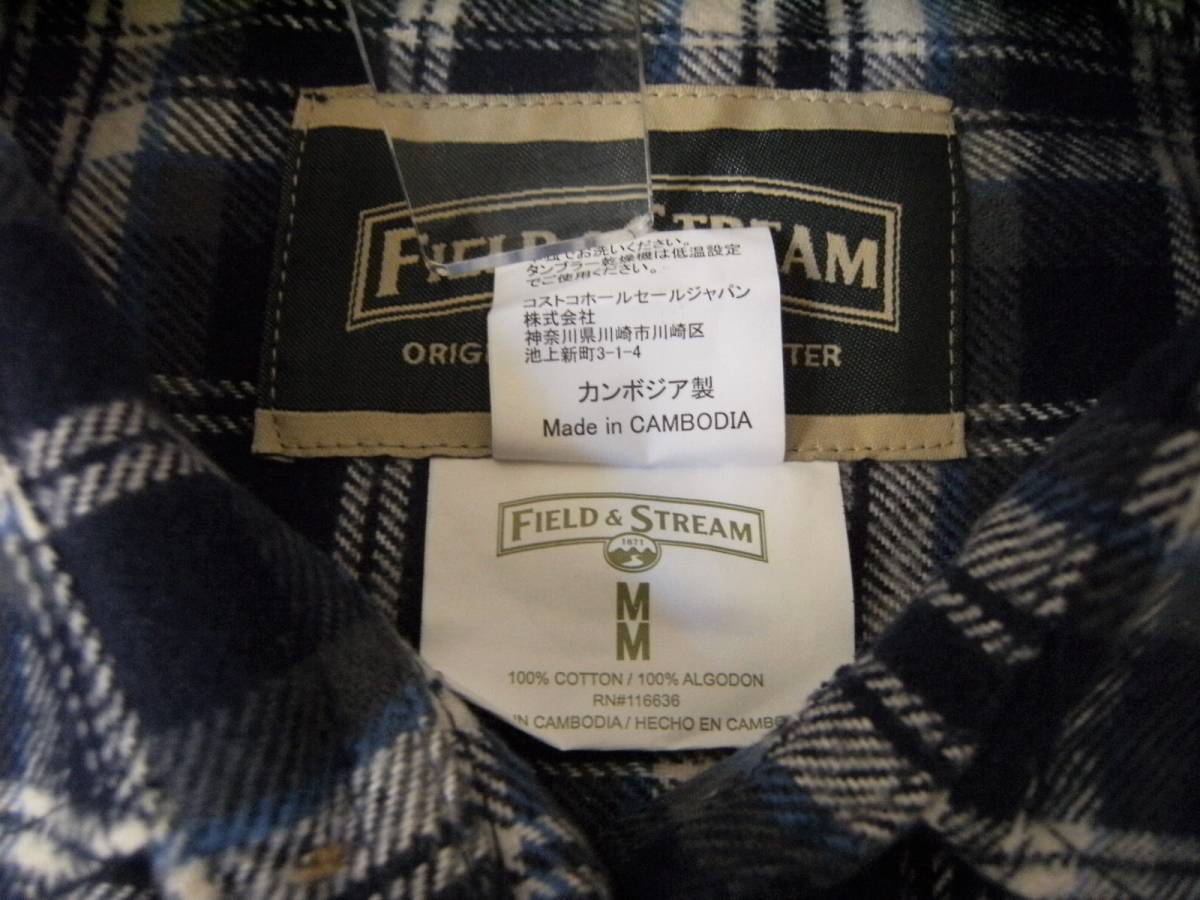 FIELD & STREAM
ORIG TER
でお洗いください。
タンブラー乾燥機は低温設定
でご使用ください。
コストコホールセールジャパン
株式会社
神奈川県川崎市川崎区
池上新町3-1-4
カンボジア製
Made in CAMBODIA
FIELD & STREAM
1871
M
M
100% COTTON / 100% ALGODON
RN#116636
IN CAMBODIA / HECHO EN CAMBO